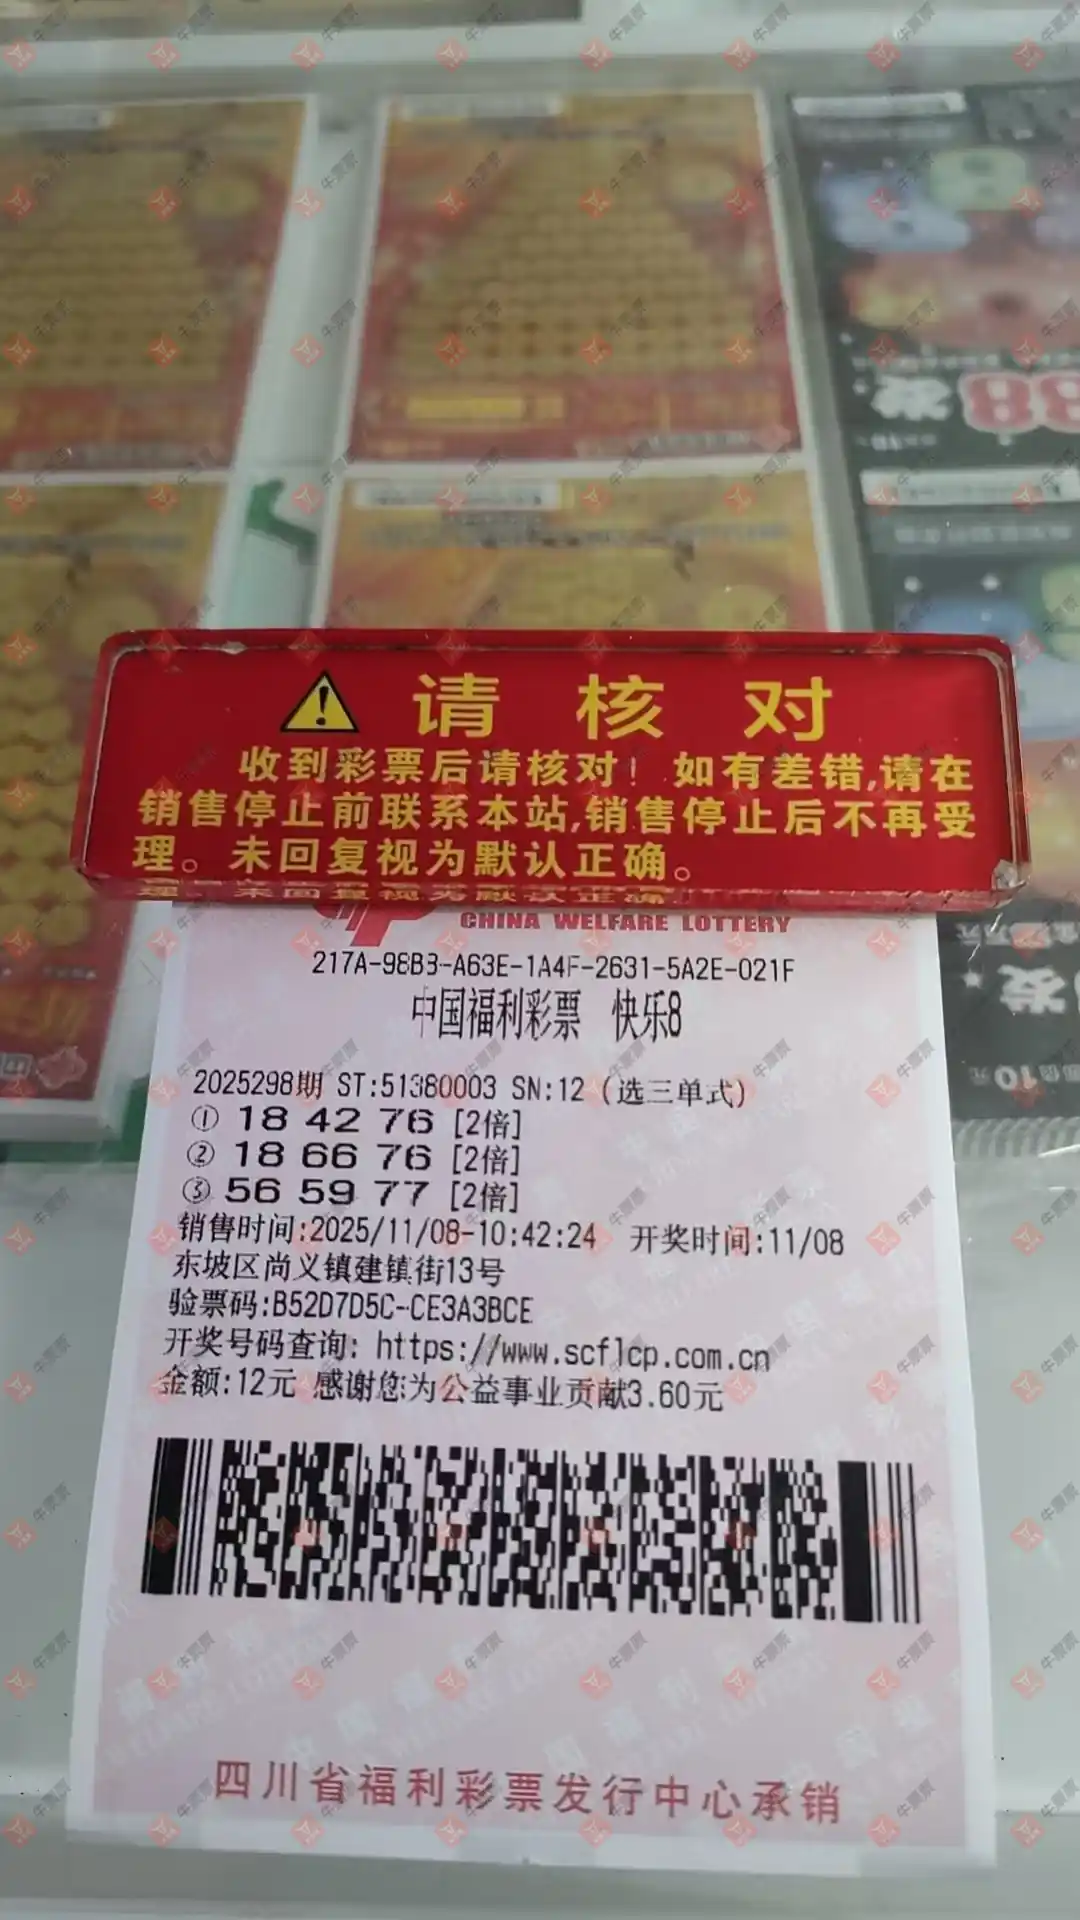 请核对
收到彩票后请核对！如有差错,请在
销售停止前联系本站,销售停止后不再受
理。未回复视为默认正确。
CHINA WELFARE LOTTERY
217A-98B3-A63E-1A4F-2631-5A2E-021F
中国福利彩票 快乐8
2025298期 ST:51380003 SN:12 (选三单式)
① 18 42 76 [2倍]
② 18 66 76 [2倍]
③ 56 59 77 [2倍]
销售时间:2025/11/08-10:42:24 开奖时间:11/08
东坡区尚义镇建镇街13号
验票码:B52D7D5C-CE3A3BCE
开奖号码查询: https://www.scflcp.com.cn
金额:12元 感谢您为公益事业贡献3.60元
四川省福利彩票发行中心承销
牛票票